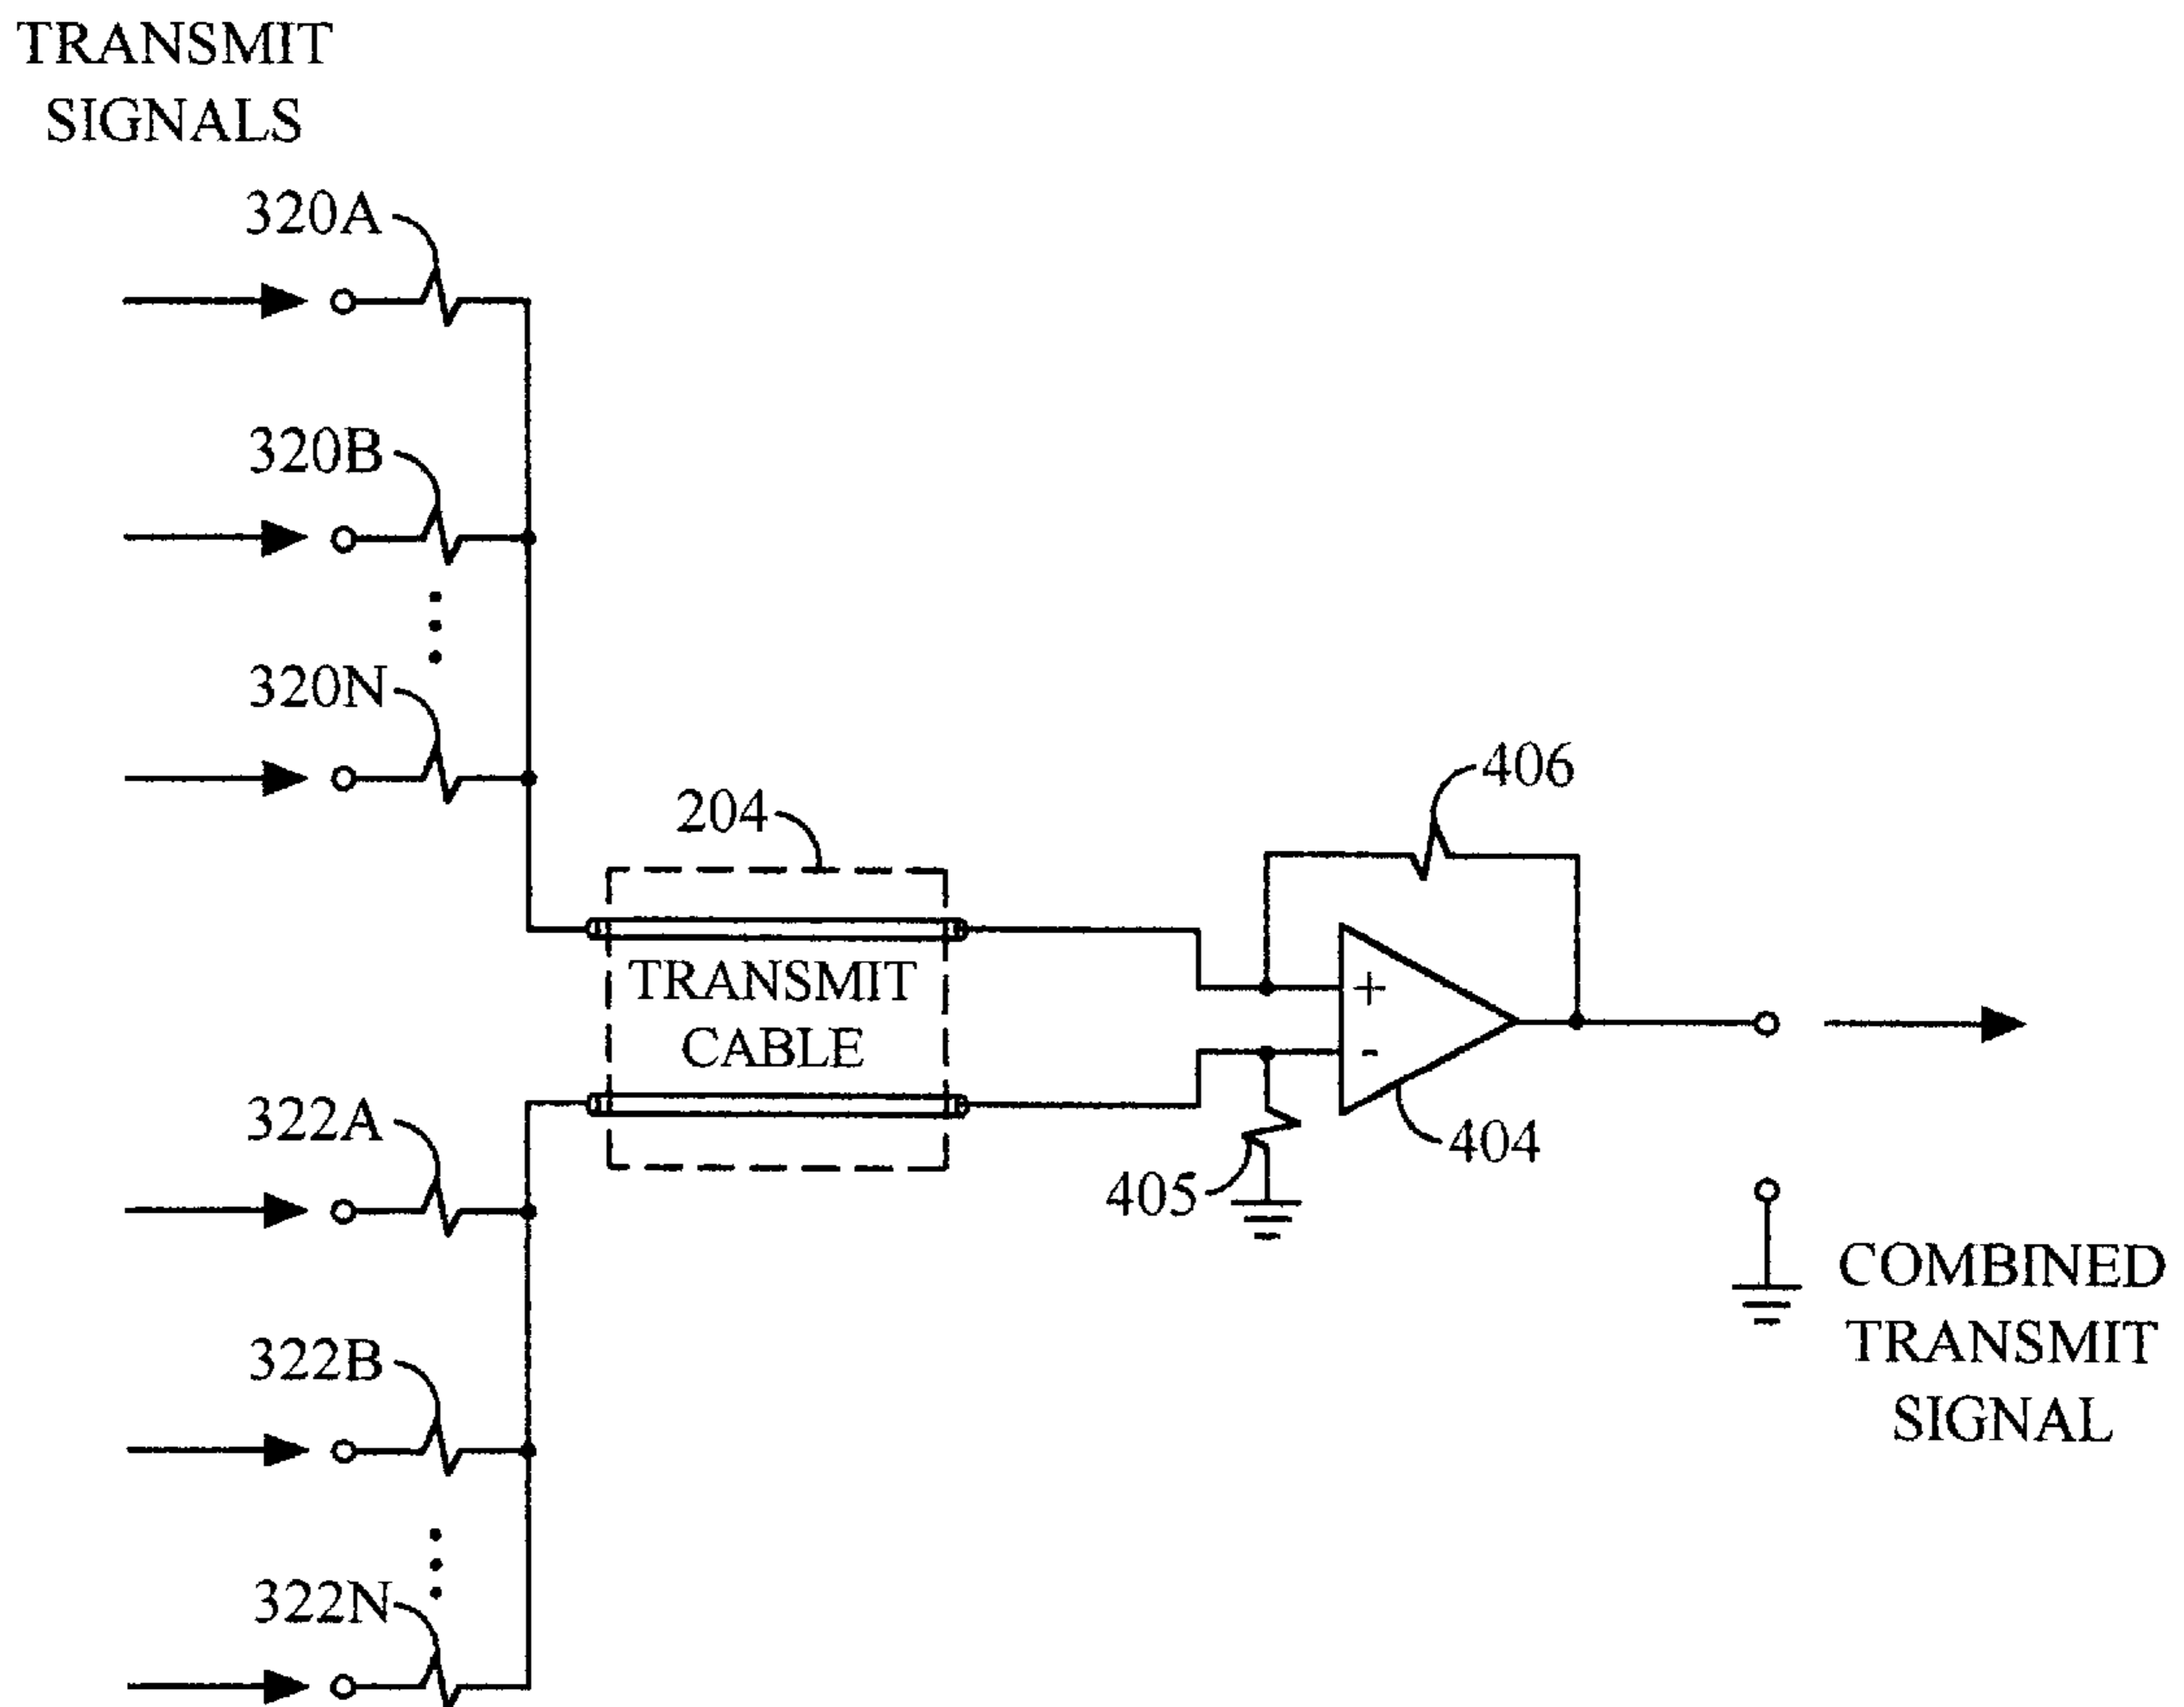 TRANSMIT
SIGNALS
320A
320B
320N
406
204
TRANSMIT
CABLE
+
-
404
405
322A
322B
322N
COMBINED
TRANSMIT
SIGNAL